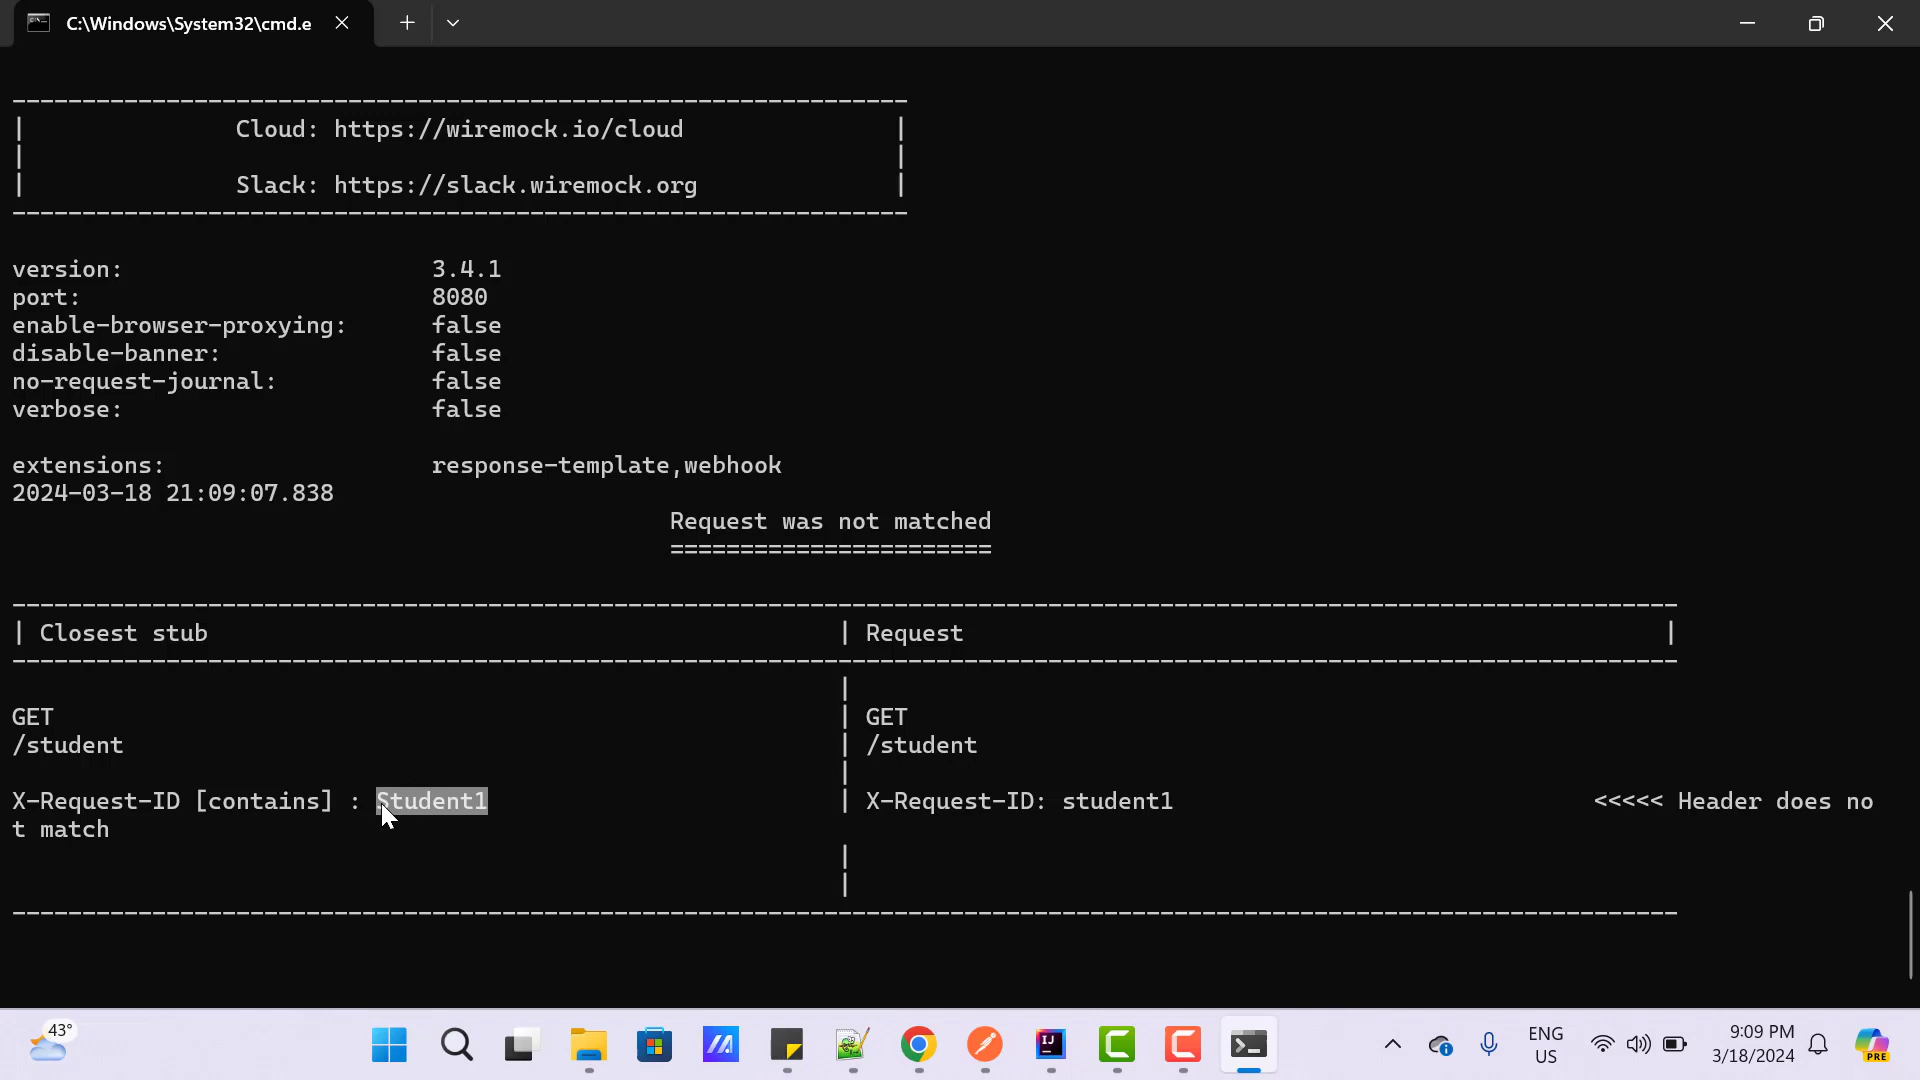 C:\Windows\System32\cmd.e
Cloud: https://wiremock.io/cloud
Slack: https://slack.wiremock.org
version: 3.4.1
port: 8080
enable-browser-proxying: false
disable-banner: false
no-request-journal: false
verbose: false
extensions: response-template,webhook
2024-03-18 21:09:07.838
Request was not matched
======================
| Closest stub | Request |
GET | GET
/student | /student
X-Request-ID [contains] : Student1 | X-Request-ID: student1 <<<<< Header does no
t match
43°
ENG
US
9:09 PM
3/18/2024
PRE
IJ